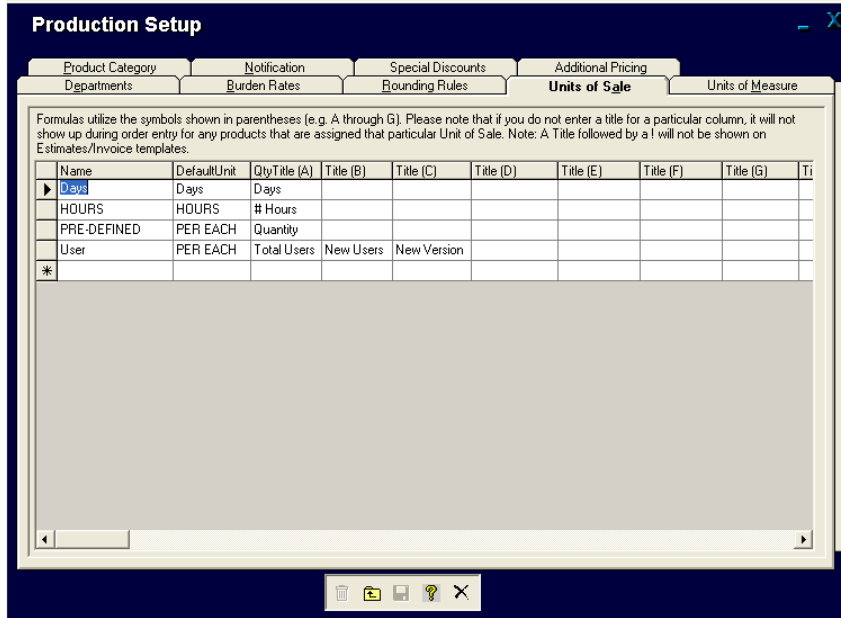 Production Setup
Product Category Notification Special Discounts Additional Pricing
Departments Burden Rates Rounding Rules Units of Sale Units of Measure
Formulas utilize the symbols shown in parentheses (e.g. A through G). Please note that if you do not enter a title for a particular column, it will not
show up during order entry for any products that are assigned that particular Unit of Sale. Note: A Title followed by a ! will not be shown on
Estimates/Invoice templates.
Name DefaultUnit QtyTitle (A) Title (B) Title (C) Title (D) Title (E) Title (F) Title (G) Ti
Days Days Days
HOURS HOURS # Hours
PRE-DEFINED PER EACH Quantity
User PER EACH Total Users New Users New Version